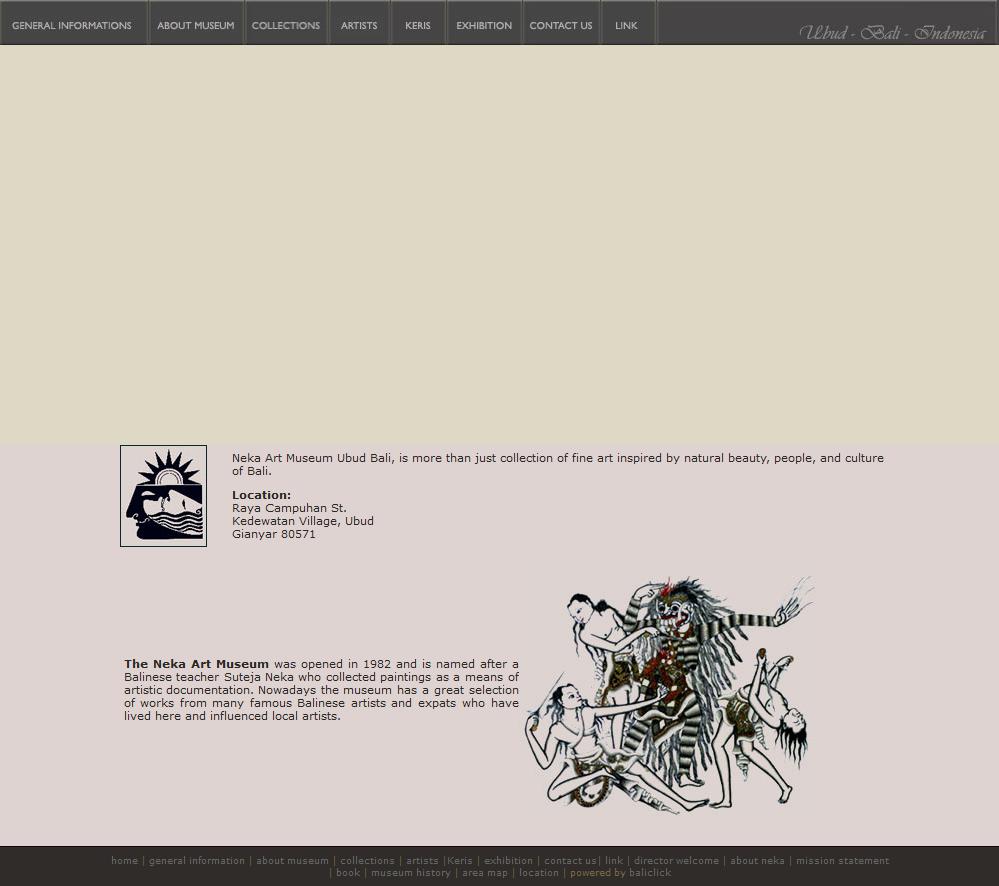 GENERAL INFORMATIONS
ABOUT MUSEUM
COLLECTIONS
ARTISTS
KERIS
EXHIBITION
CONTACT US
LINK
Ubud - Bali - Indonesia
Neka Art Museum Ubud Bali, is more than just collection of fine art inspired by natural beauty, people, and culture
of Bali.
Location:
Raya Campuhan St.
Kedewatan Village, Ubud
Gianyar 80571
The Neka Art Museum was opened in 1982 and is named after a
Balinese teacher Suteja Neka who collected paintings as a means of
artistic documentation. Nowadays the museum has a great selection
of works from many famous Balinese artists and expats who have
lived here and influenced local artists.
home | general information | about museum | collections | artists |Keris | exhibition | contact us| link | director welcome | about neka | mission statement
| book | museum history | area map | location | powered by baliclick